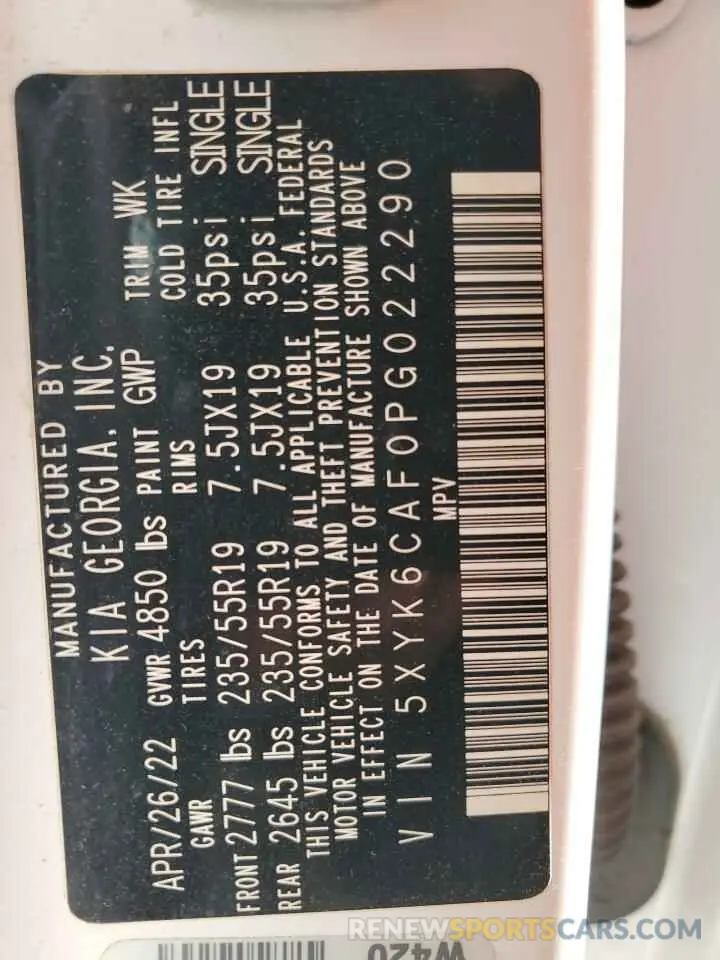 MANUFACTURED BY
KIA GEORGIA, INC.
APR/26/22 GVWR 4850 lbs PAINT GWP TRIM WK
GAWR TIRES RIMS COLD TIRE INFL
FRONT 2777 lbs 235/55R19 7.5JX19 35psi SINGLE
REAR 2645 lbs 235/55R19 7.5JX19 35psi SINGLE
THIS VEHICLE CONFORMS TO ALL APPLICABLE U.S.A. FEDERAL
MOTOR VEHICLE SAFETY AND THEFT PREVENTION STANDARDS
IN EFFECT ON THE DATE OF MANUFACTURE SHOWN ABOVE
VIN 5XYK6CAF0PG022290
MPV
W420
RENEWSPORTSCARS.COM